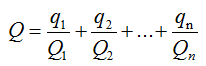 Q = q₁/Q₁ + q₂/Q₂ + ... + qₙ/Qₙ